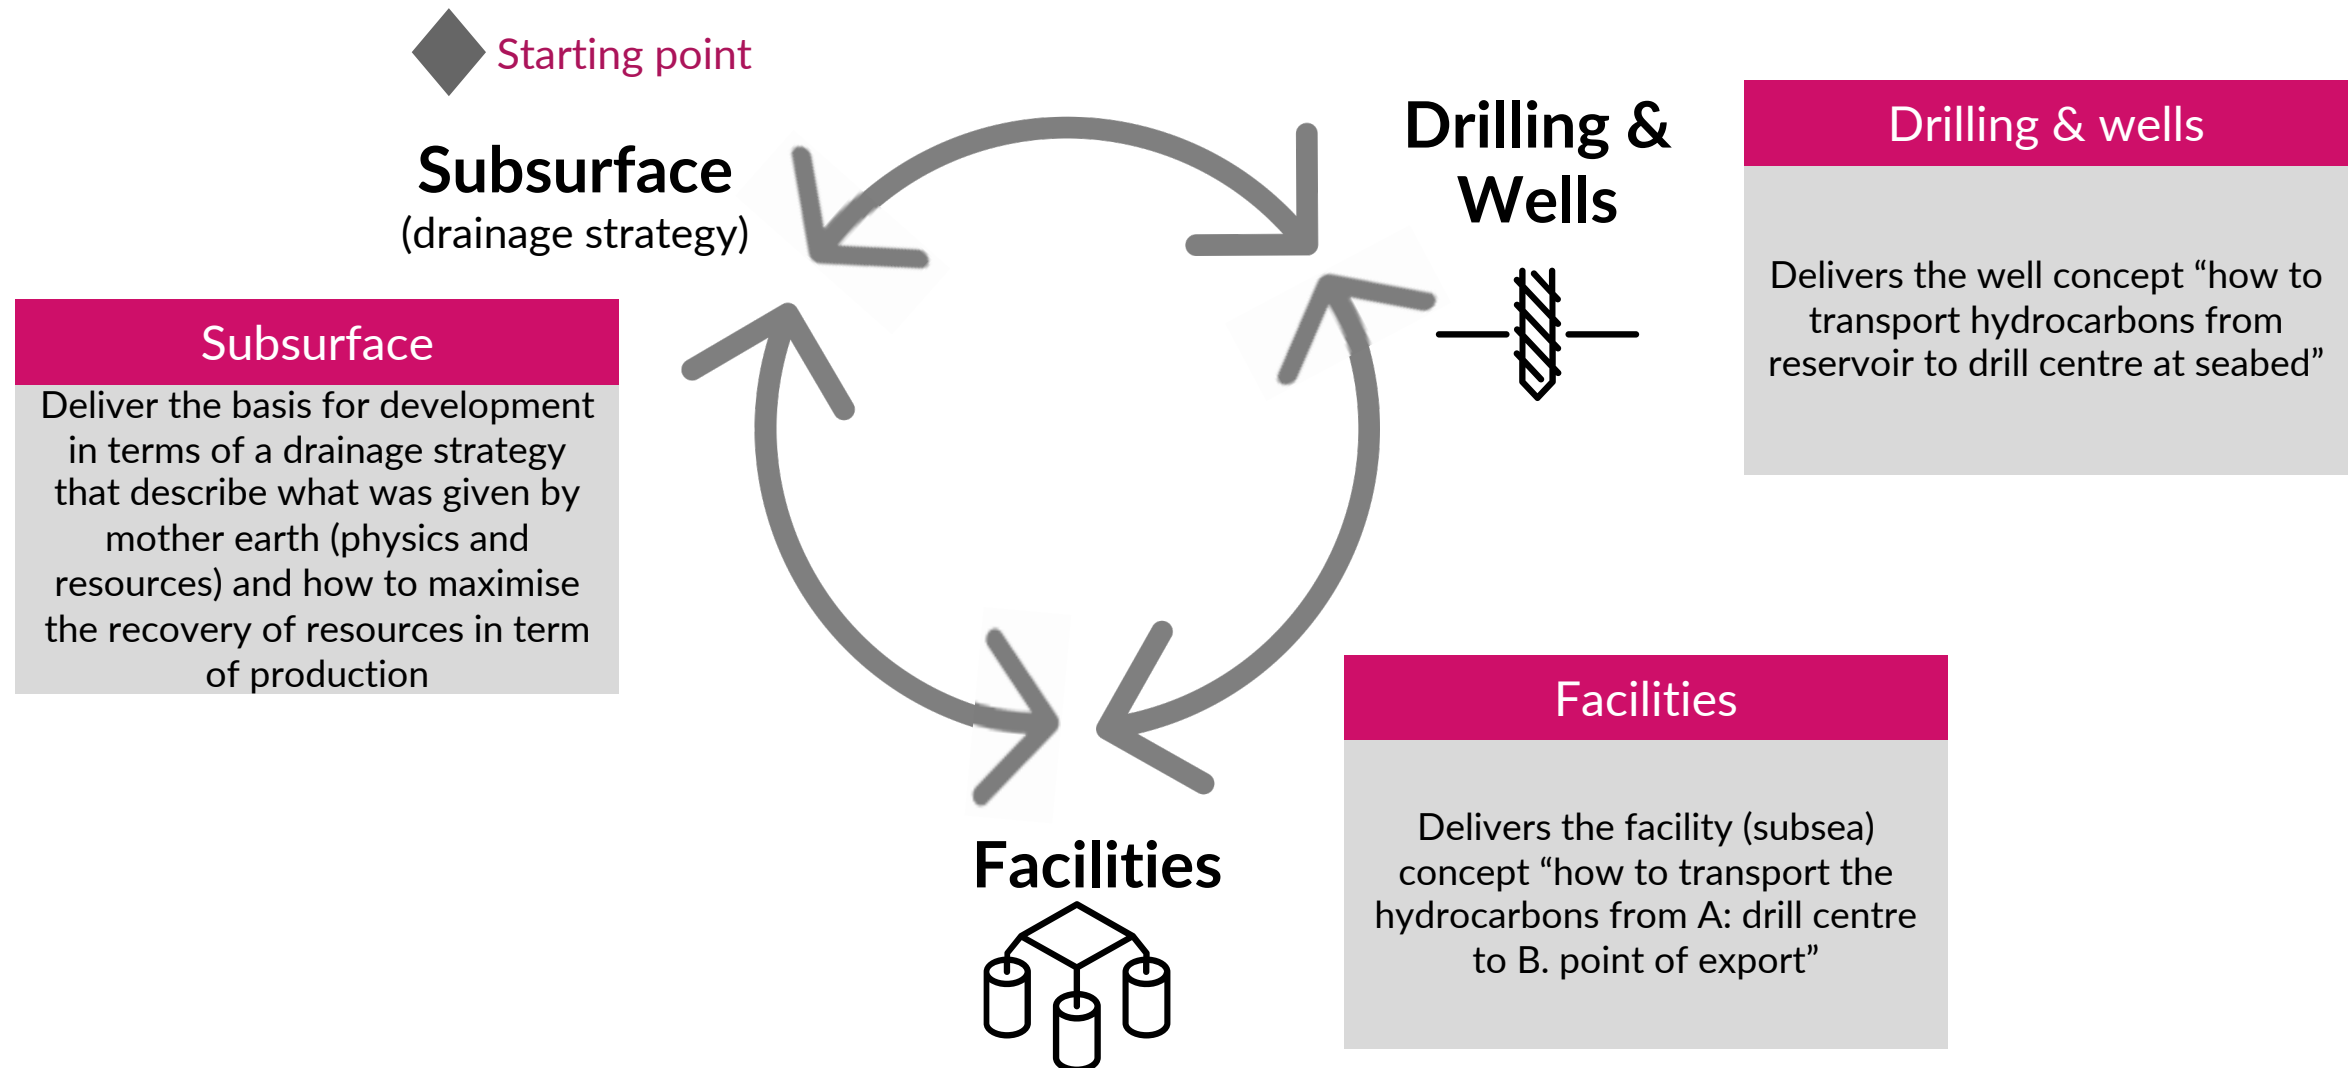 Starting point
Subsurface
(drainage strategy)
Drilling &
Wells
Drilling & wells
Delivers the well concept “how to
transport hydrocarbons from
reservoir to drill centre at seabed”
Subsurface
Deliver the basis for development
in terms of a drainage strategy
that describe what was given by
mother earth (physics and
resources) and how to maximise
the recovery of resources in term
of production
Facilities
Facilities
Delivers the facility (subsea)
concept “how to transport the
hydrocarbons from A: drill centre
to B. point of export”